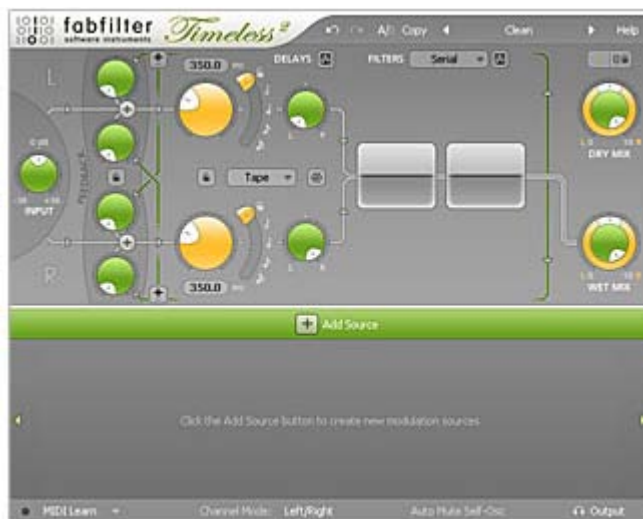 fabfilter Timeless 2
software instruments
A/B Copy Clean Help
DELAYS FILTERS Serial
L 350.0
0 dB
INPUT
FEEDBACK
L R
Tape
L R
R 350.0
DRY MIX
WET MIX
Add Source
Click the Add Source button to create new modulation sources
MIDI Learn Channel Mode: Left/Right Auto Mute Self-Osc Output